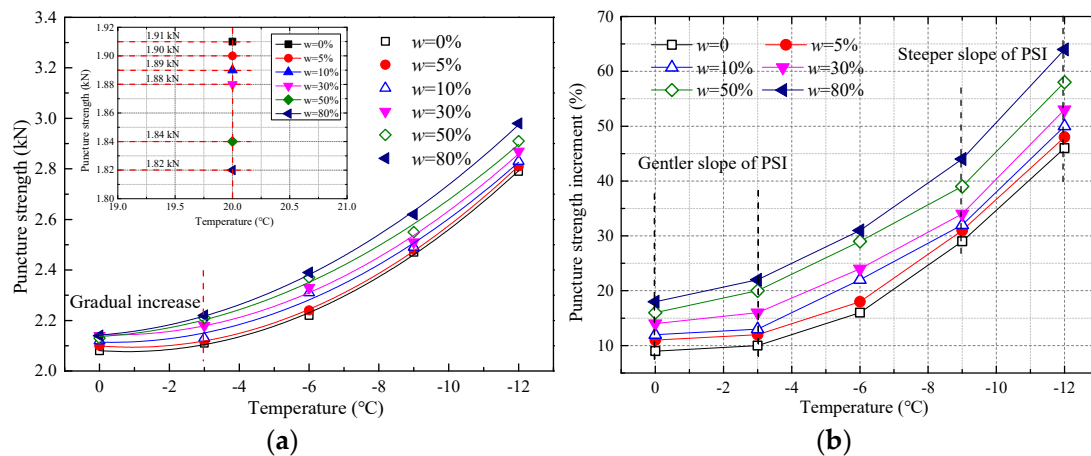 3.4
3.2
3.0
2.8
2.6
2.4
2.2
2.0
Puncture strength (kN)
0
-2
-4
-6
-8
-10
-12
Temperature (℃)
Gradual increase
w=0%
w=5%
w=10%
w=30%
w=50%
w=80%
1.92
1.90
1.88
1.86
1.84
1.82
1.80
Puncture strength (kN)
1.91 kN
1.90 kN
1.89 kN
1.88 kN
1.84 kN
1.82 kN
w=0%
w=5%
w=10%
w=30%
w=50%
w=80%
19.0
19.5
20.0
20.5
21.0
Temperature (℃)
(a)
70
60
50
40
30
20
10
Puncture strength increment (%)
w=0
w=5%
w=10%
w=30%
w=50%
w=80%
Steeper slope of PSI
Gentler slope of PSI
0
-2
-4
-6
-8
-10
-12
Temperature (℃)
(b)